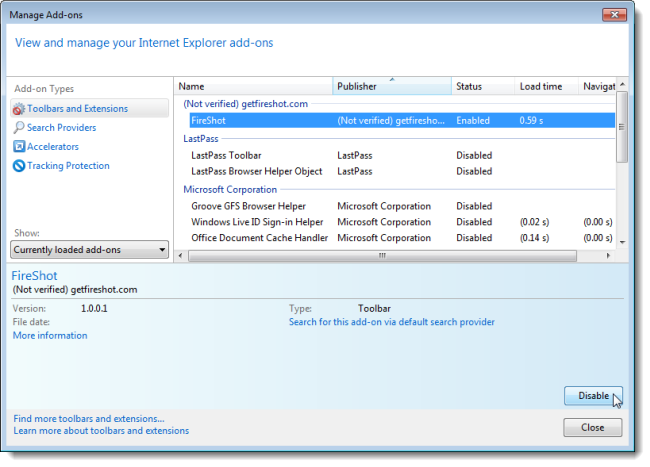 Manage Add-ons
View and manage your Internet Explorer add-ons
Add-on Types
Toolbars and Extensions
Search Providers
Accelerators
Tracking Protection
Show:
Currently loaded add-ons
Name Publisher Status Load time Navigat
(Not verified) getfireshot.com
FireShot (Not verified) getfiresho... Enabled 0.59 s
LastPass
LastPass Toolbar LastPass Disabled
LastPass Browser Helper Object LastPass Disabled
Microsoft Corporation
Groove GFS Browser Helper Microsoft Corporation Disabled
Windows Live ID Sign-in Helper Microsoft Corporation Disabled (0.02 s) (0.00 s)
Office Document Cache Handler Microsoft Corporation Disabled (0.14 s) (0.00 s)
FireShot
(Not verified) getfireshot.com
Version: 1.0.0.1
File date:
More information
Type: Toolbar
Search for this add-on via default search provider
Disable
Find more toolbars and extensions...
Learn more about toolbars and extensions
Close